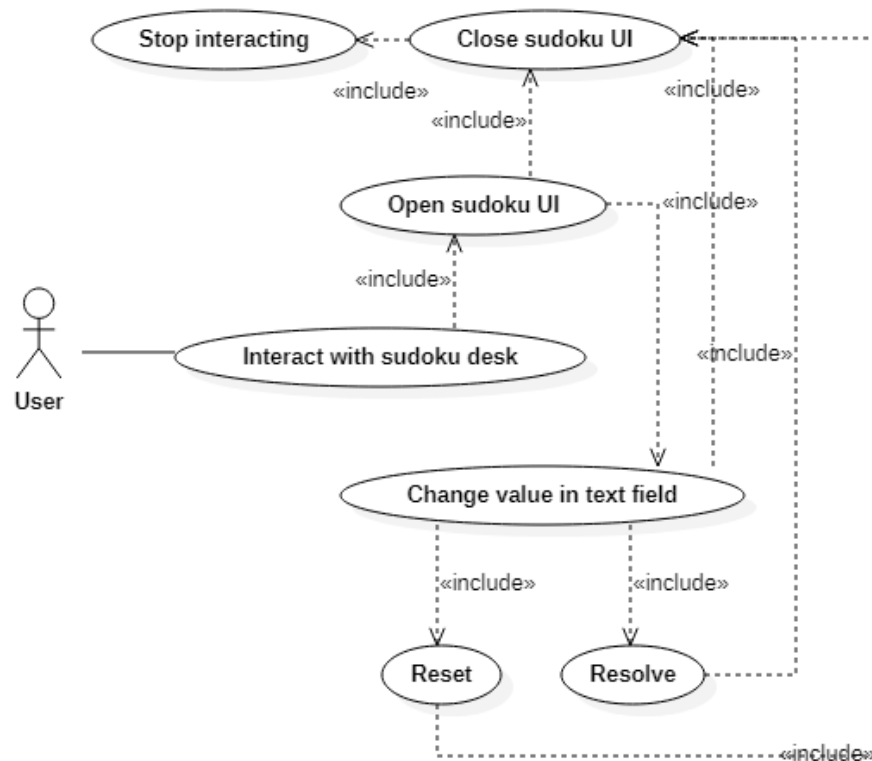 Stop interacting
Close sudoku UI
«include»
«include»
«include»
Open sudoku UI
«include»
«include»
Interact with sudoku desk
«include»
User
Change value in text field
«include»
«include»
Reset
Resolve
«include»